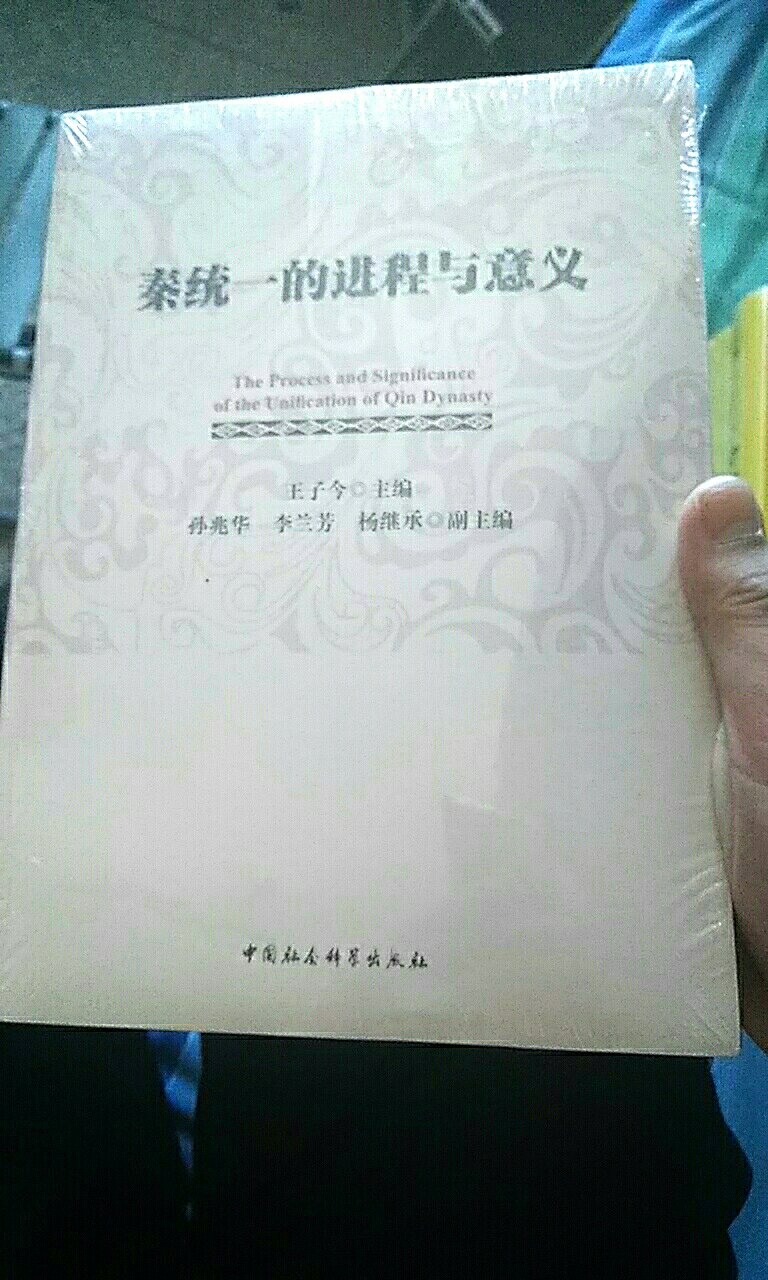 秦统一的进程与意义
The Process and Significance
of the Unification of Qin Dynasty
王子今◎主编
孙兆华 李兰芳 杨继承◎副主编
中国社会科学出版社